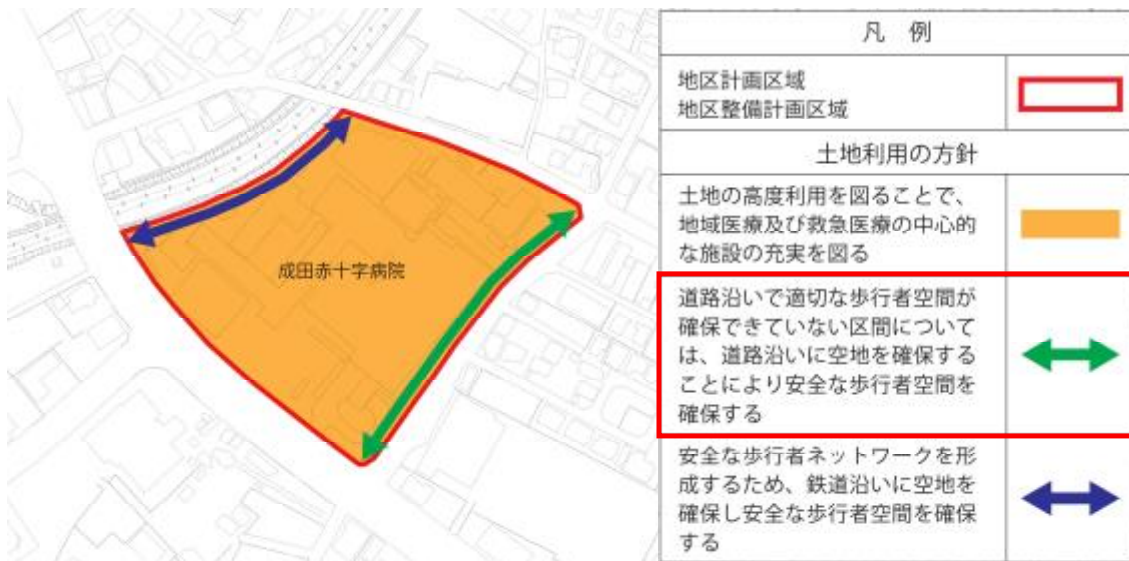 成田赤十字病院
凡 例
地区計画区域
地区整備計画区域
土地利用の方針
土地の高度利用を図ることで、
地域医療及び救急医療の中心的
な施設の充実を図る
道路沿いで適切な歩行者空間が
確保できていない区間について
は、道路沿いに空地を確保する
ことにより安全な歩行者空間を
確保する
安全な歩行者ネットワークを形
成するため、鉄道沿いに空地を
確保し安全な歩行者空間を確保
する